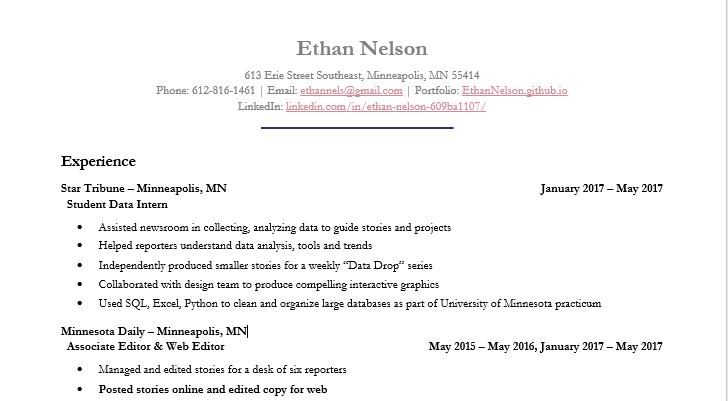 Ethan Nelson
613 Erie Street Southeast, Minneapolis, MN 55414
Phone: 612-816-1461 | Email: ethannels@gmail.com | Portfolio: EthanNelson.github.io
LinkedIn: linkedin.com/in/ethan-nelson-609ba1107/
Experience
Star Tribune – Minneapolis, MN January 2017 – May 2017
Student Data Intern
• Assisted newsroom in collecting, analyzing data to guide stories and projects
• Helped reporters understand data analysis, tools and trends
• Independently produced smaller stories for a weekly “Data Drop” series
• Collaborated with design team to produce compelling interactive graphics
• Used SQL, Excel, Python to clean and organize large databases as part of University of Minnesota practicum
Minnesota Daily – Minneapolis, MN
Associate Editor & Web Editor May 2015 – May 2016, January 2017 – May 2017
• Managed and edited stories for a desk of six reporters
• Posted stories online and edited copy for web